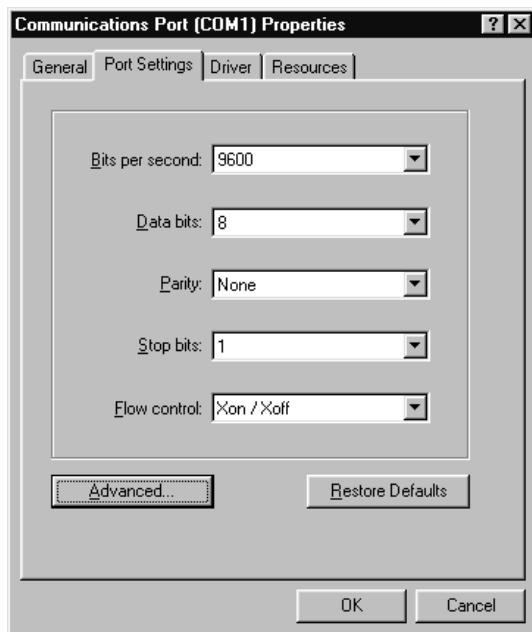 Communications Port (COM1) Properties
General Port Settings Driver Resources
Bits per second: 9600
Data bits: 8
Parity: None
Stop bits: 1
Flow control: Xon / Xoff
Advanced... Restore Defaults
OK Cancel